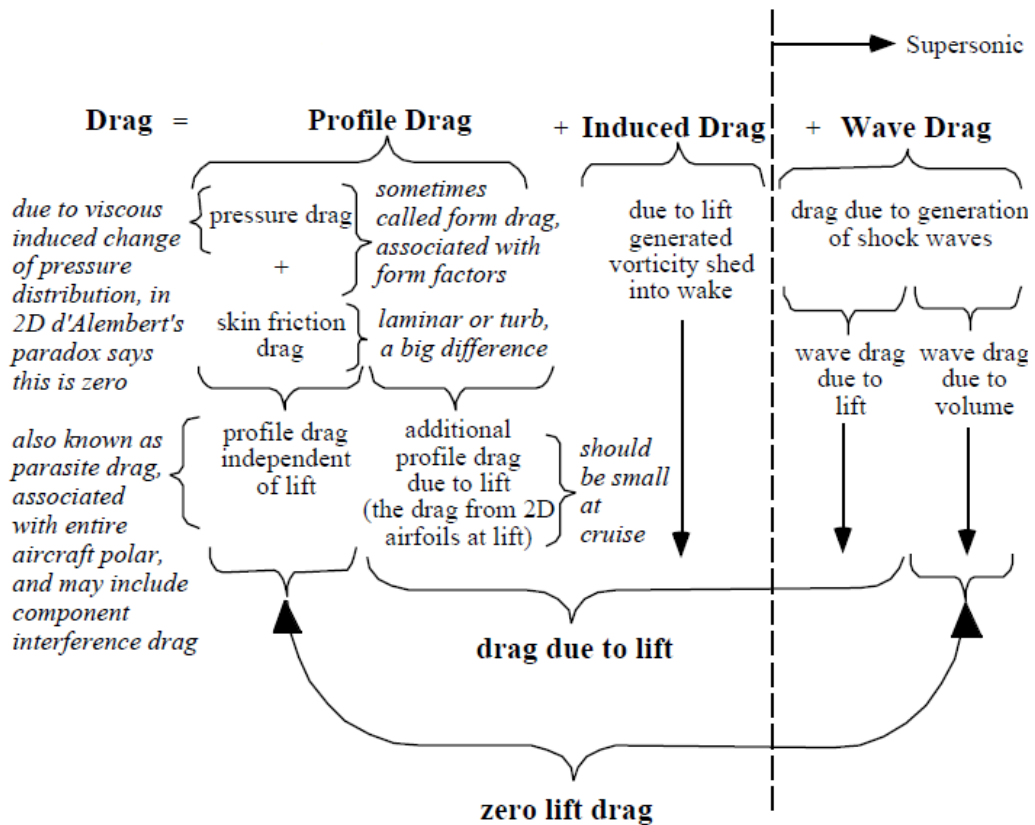 Supersonic
Drag = Profile Drag + Induced Drag + Wave Drag
due to viscous
induced change
of pressure
distribution, in
2D d'Alembert's
paradox says
this is zero
pressure drag
+
skin friction
drag
sometimes
called form drag,
associated with
form factors
laminar or turb,
a big difference
due to lift
generated
vorticity shed
into wake
drag due to generation
of shock waves
wave drag
due to
lift
wave drag
due to
volume
also known as
parasite drag,
associated
with entire
aircraft polar,
and may include
component
interference drag
profile drag
independent
of lift
additional
profile drag
due to lift
(the drag from 2D
airfoils at lift)
should
be small
at
cruise
drag due to lift
zero lift drag